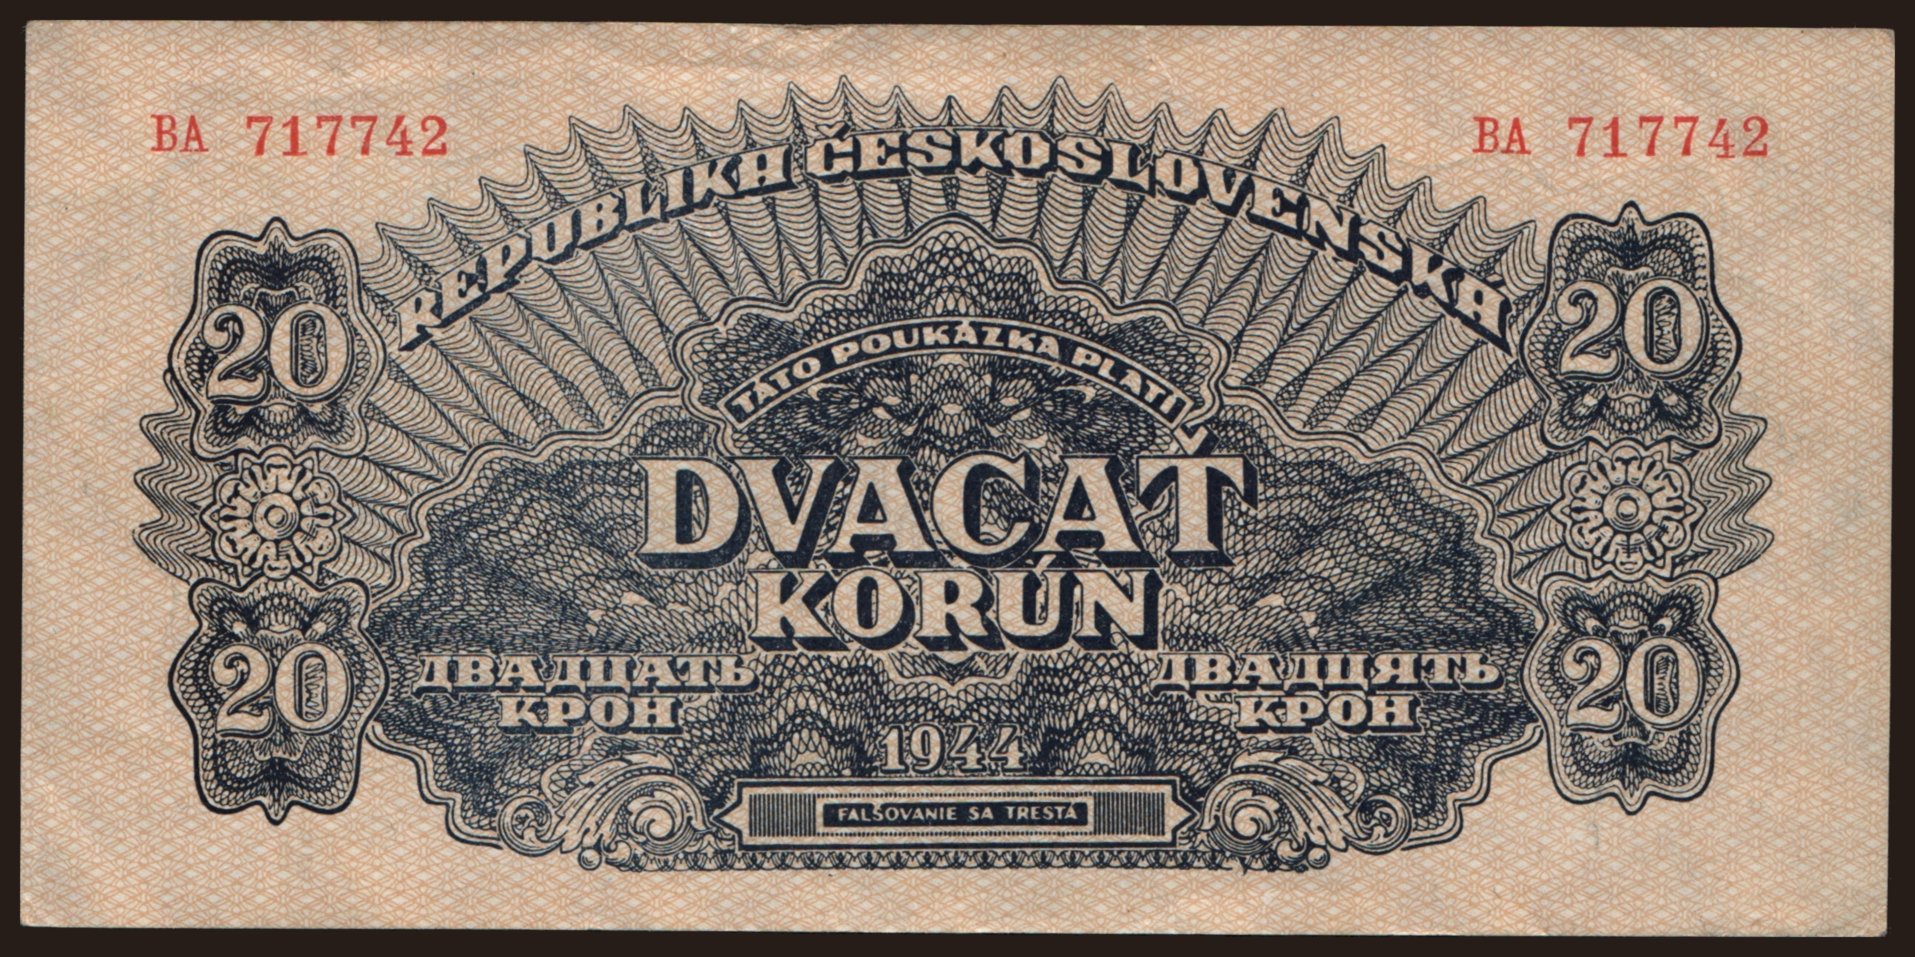 BA 717742
BA 717742
REPUBLIKA ČESKOSLOVENSKÁ
20
20
TÁTO POUKÁZKA PLATÍ
DVACAŤ
KORÚN
ДВАДЦАТЬ
КРОН
ДВАДЦЯТЬ
КРОН
20
20
1944
FALŠOVANIE SA TRESTÁ